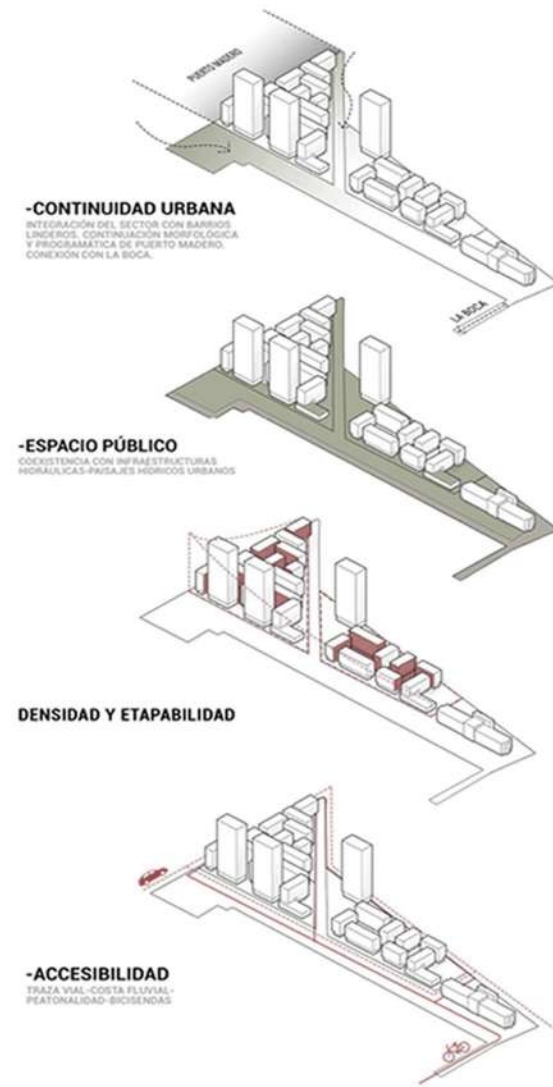 PUERTO MADERO
-CONTINUIDAD URBANA
INTEGRACIÓN DEL SECTOR CON BARRIOS
LINDEROS. CONTINUACIÓN MORFOLÓGICA
Y PROGRAMÁTICA DE PUERTO MADERO.
CONEXIÓN CON LA BOCA.
LA BOCA
-ESPACIO PÚBLICO
COEXISTENCIA CON INFRAESTRUCTURAS
HIDRÁULICAS-PAISAJES HÍDRICOS URBANOS
DENSIDAD Y ETAPABILIDAD
-ACCESIBILIDAD
TRAZA VIAL-COSTA FLUVIAL-
PEATONALIDAD-BICISENDAS